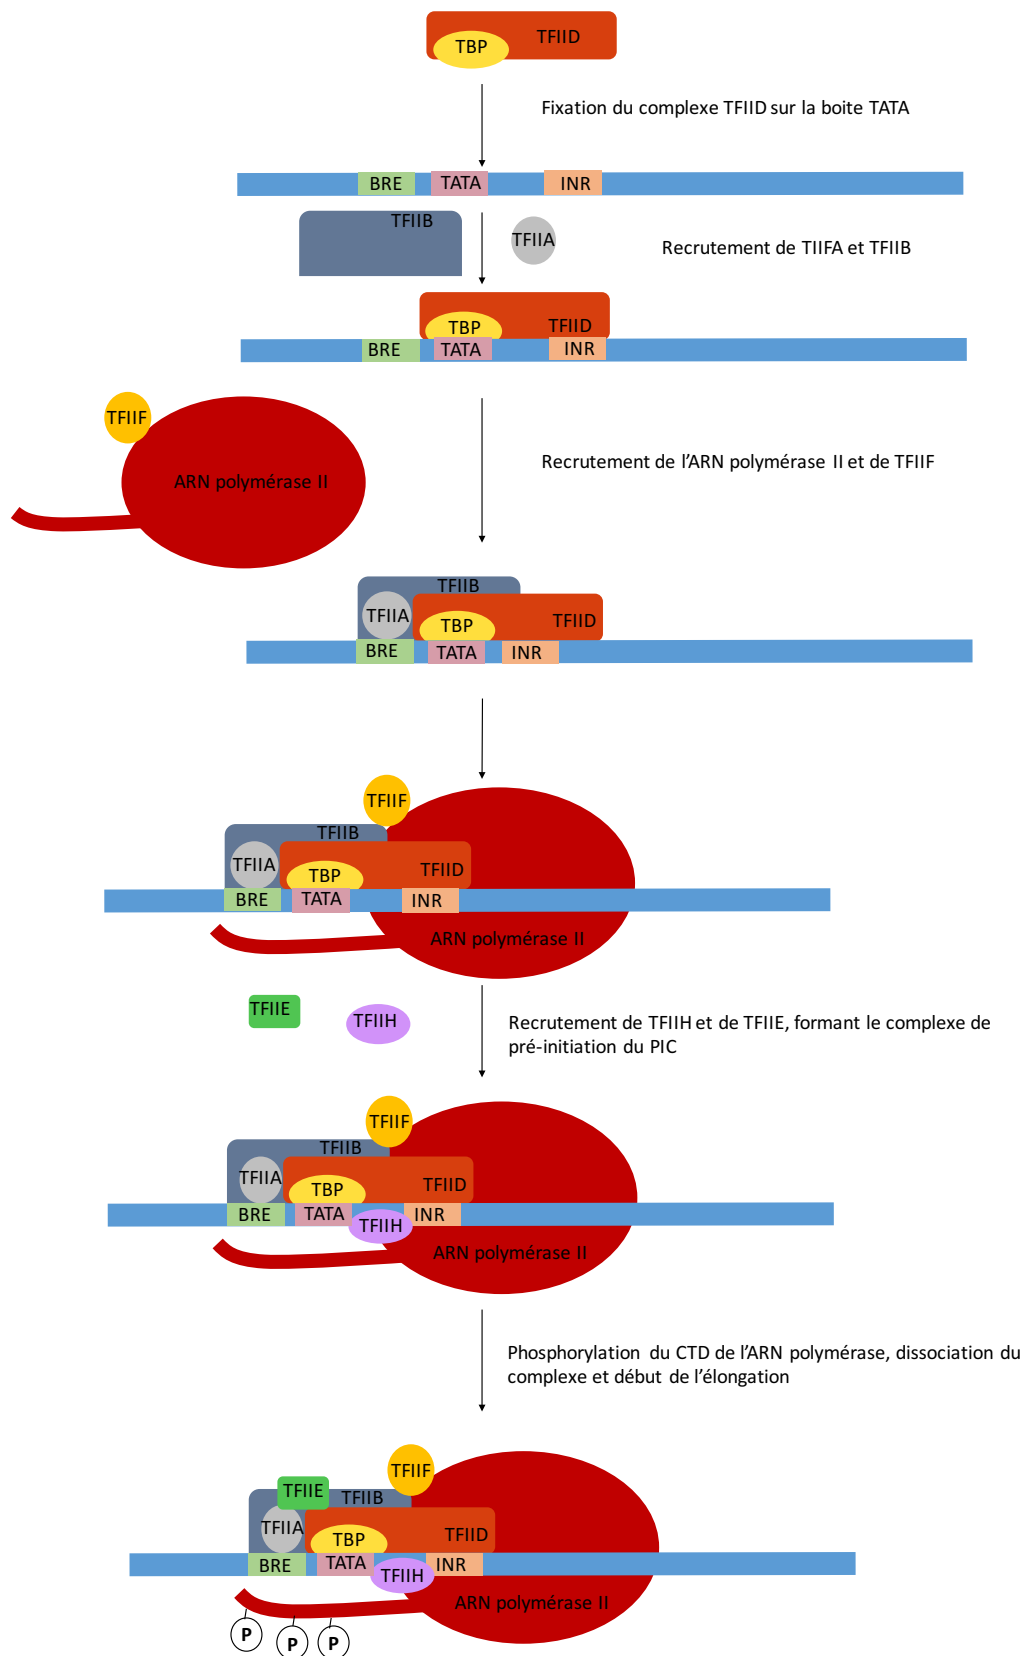 TBP TFIID
Fixation du complexe TFIID sur la boite TATA
BRE TATA INR
TFIIB TFIIA
Recrutement de TIIFA et TFIIB
TBP TFIID
BRE TATA INR
TFIIF
ARN polymérase II
Recrutement de l'ARN polymérase II et de TFIIF
TFIIB
TFIIA TBP TFIID
BRE TATA INR
TFIIF
TFIIB
TFIIA TBP TFIID
BRE TATA INR
ARN polymérase II
TFIIE TFIIH
Recrutement de TFIIH et de TFIIE, formant le complexe de
pré-initiation du PIC
TFIIF
TFIIB
TFIIA TBP TFIID
BRE TATA TFIIH INR
ARN polymérase II
Phosphorylation du CTD de l'ARN polymérase, dissociation du
complexe et début de l'élongation
TFIIF
TFIIE TFIIB
TFIIA TBP TFIID
BRE TATA TFIIH INR
ARN polymérase II
P P P